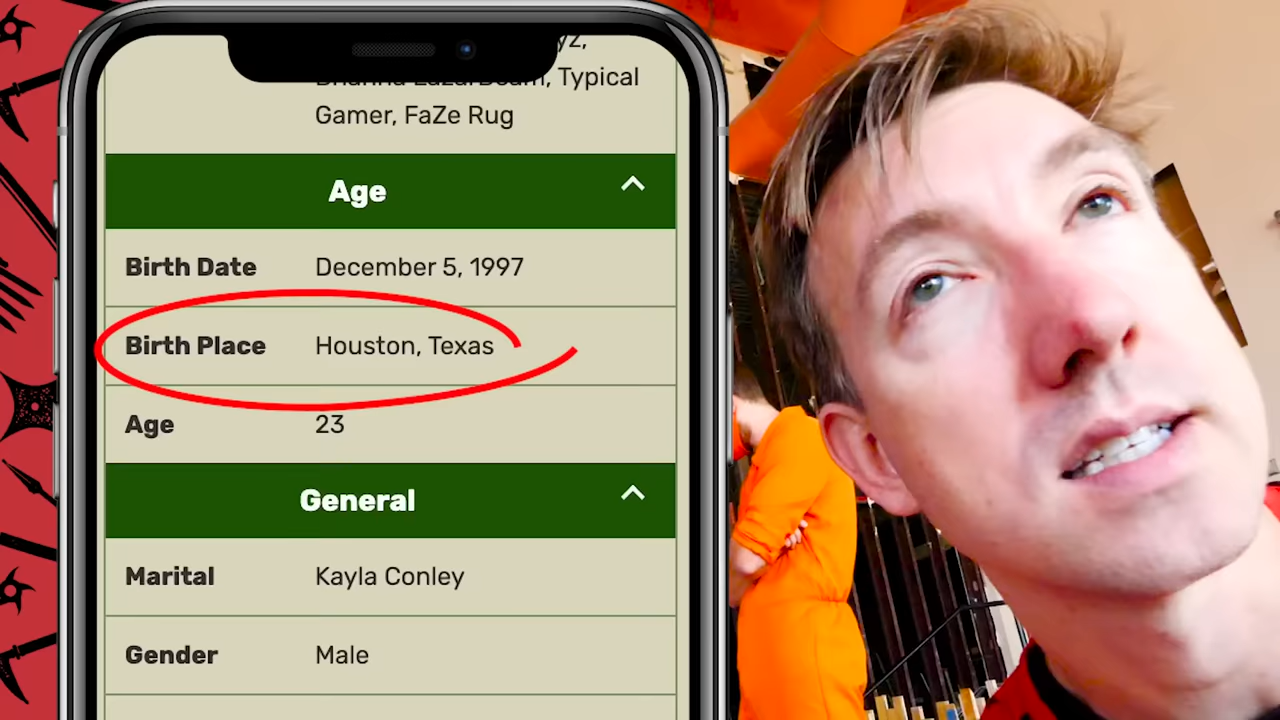 Typical
Gamer, FaZe Rug
Age
Birth Date December 5, 1997
Birth Place Houston, Texas
Age 23
General
Marital Kayla Conley
Gender Male